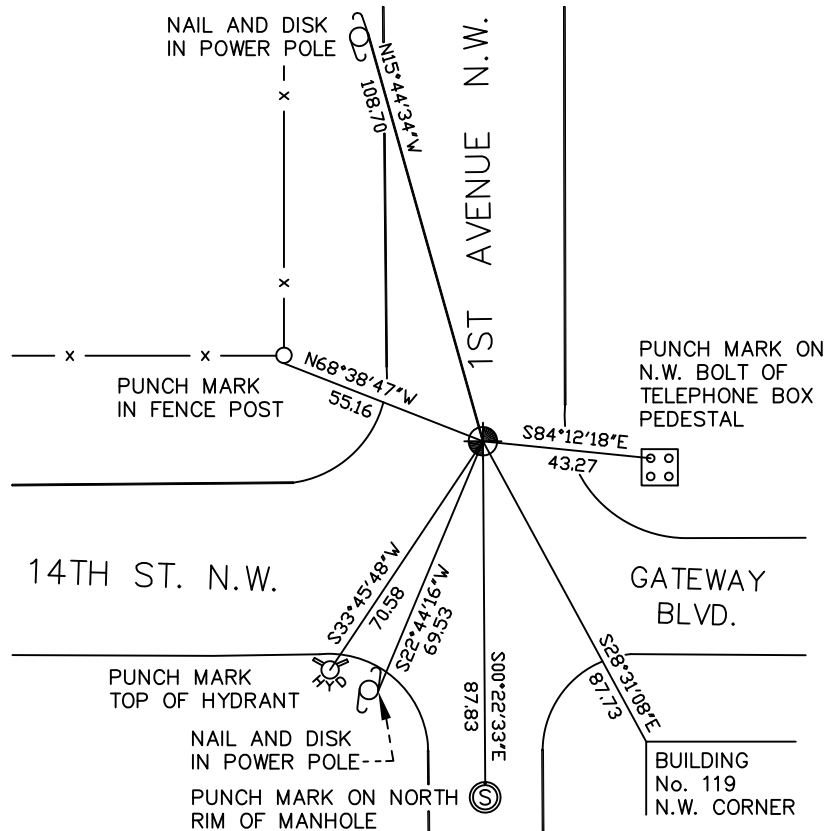 NAIL AND DISK
IN POWER POLE
N15°44'34"W
108.70
1ST AVENUE N.W.
x
x
x
x
N68°38'47"W
55.16
PUNCH MARK
IN FENCE POST
PUNCH MARK ON
N.W. BOLT OF
TELEPHONE BOX
PEDESTAL
S84°12'18"E
43.27
14TH ST. N.W.
GATEWAY
BLVD.
S33°45'48"W
70.58
S22°44'16"W
69.53
S00°22'33"E
87.83
S28°31'08"E
87.73
HYD
PUNCH MARK
TOP OF HYDRANT
NAIL AND DISK
IN POWER POLE
PUNCH MARK ON NORTH
RIM OF MANHOLE
S
BUILDING
No. 119
N.W. CORNER